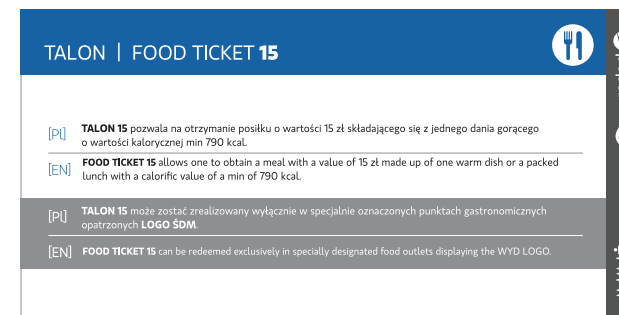 TALON | FOOD TICKET 15
[Pl] TALON 15 pozwala na otrzymanie posiłku o wartości 15 zł składającego się z jednego dania gorącego
o wartości kalorycznej min 790 kcal.
[EN] FOOD TICKET 15 allows one to obtain a meal with a value of 15 zł made up of one warm dish or a packed
lunch with a calorific value of a min of 790 kcal.
[Pl] TALON 15 może zostać zrealizowany wyłącznie w specjalnie oznaczonych punktach gastronomicznych
opatrzonych LOGO ŚDM.
[EN] FOOD TICKET 15 can be redeemed exclusively in specially designated food outlets displaying the WYD LOGO.